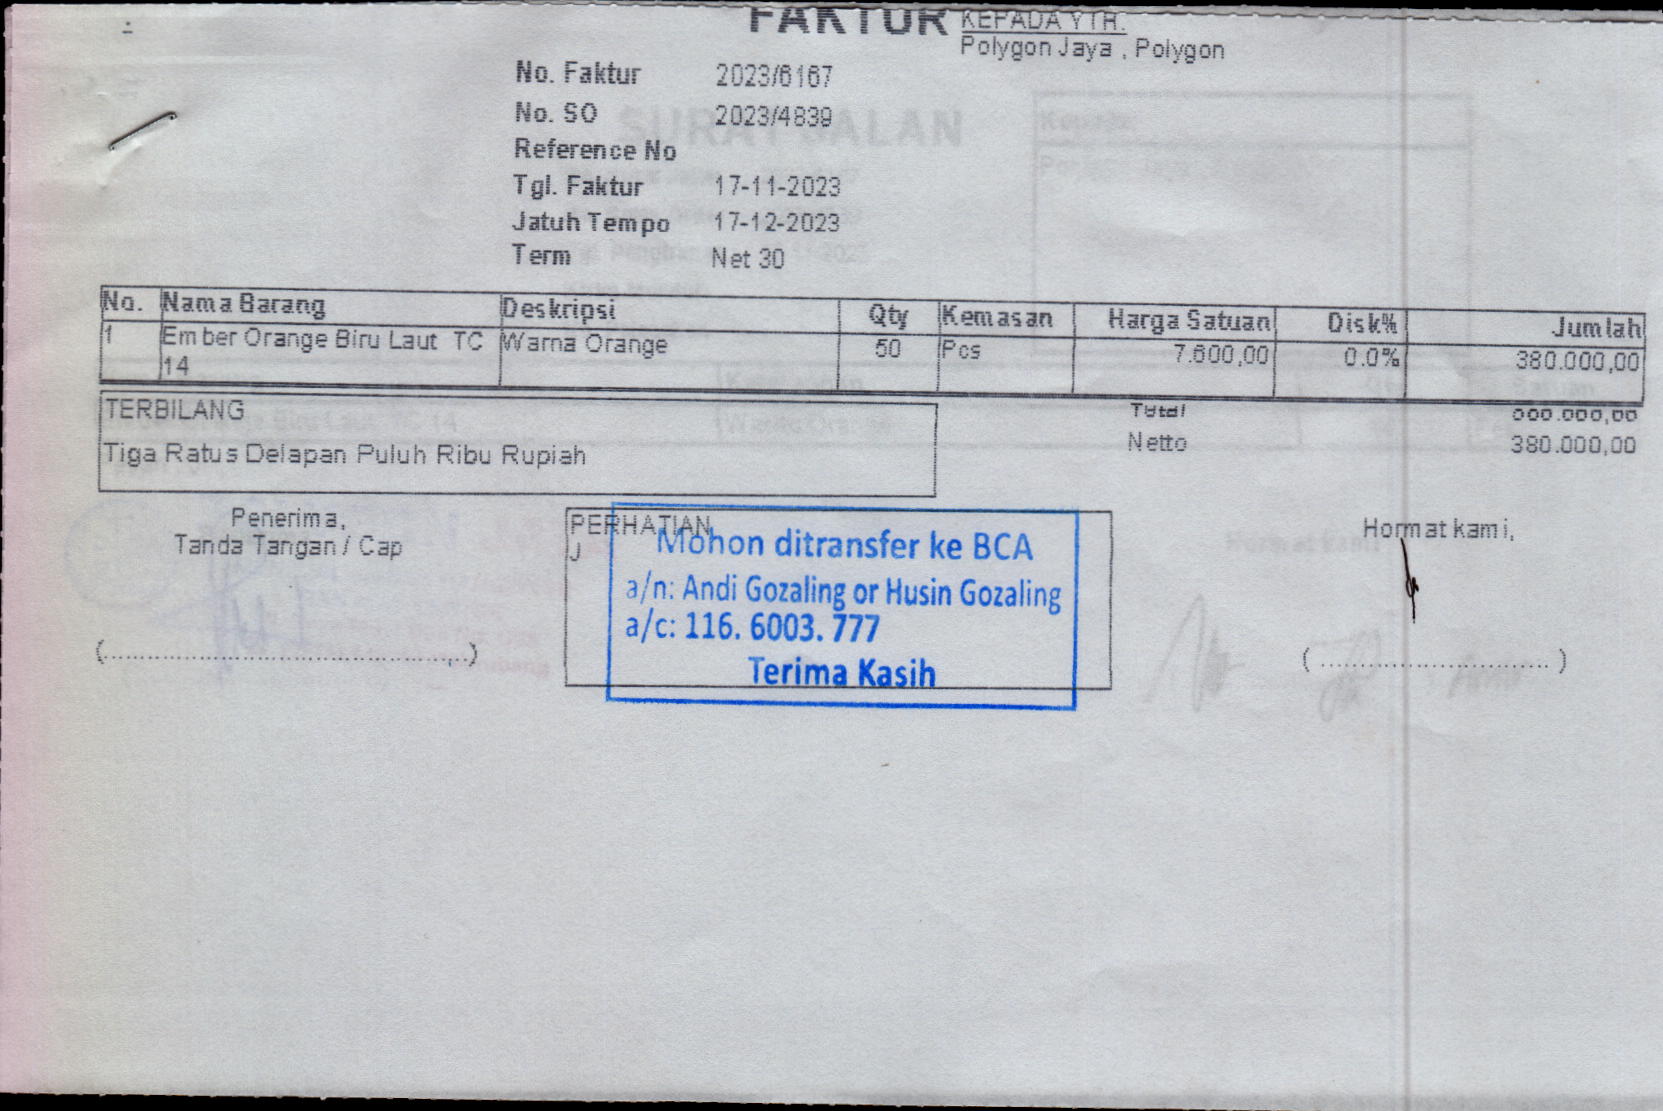 FAKTUR
KEPADA YTH.
Polygon Jaya , Polygon
No. Faktur 2023/6167
No. SO 2023/4839
Reference No
Tgl. Faktur 17-11-2023
Jatuh Tempo 17-12-2023
Term Net 30
No. Nama Barang Deskripsi Qty Kemasan Harga Satuan Disk% Jumlah
1 Ember Orange Biru Laut TC Warna Orange 50 Pcs 7.600,00 0.0% 380.000,00
14
TERBILANG Total
Tiga Ratus Delapan Puluh Ribu Rupiah Netto 380.000,00
Penerima,
Tanda Tangan / Cap
PERHATIAN
Mohon ditransfer ke BCA
a/n: Andi Gozaling or Husin Gozaling
a/c: 116. 6003. 777
Terima Kasih
Hormat kami,
SURAT JALAN